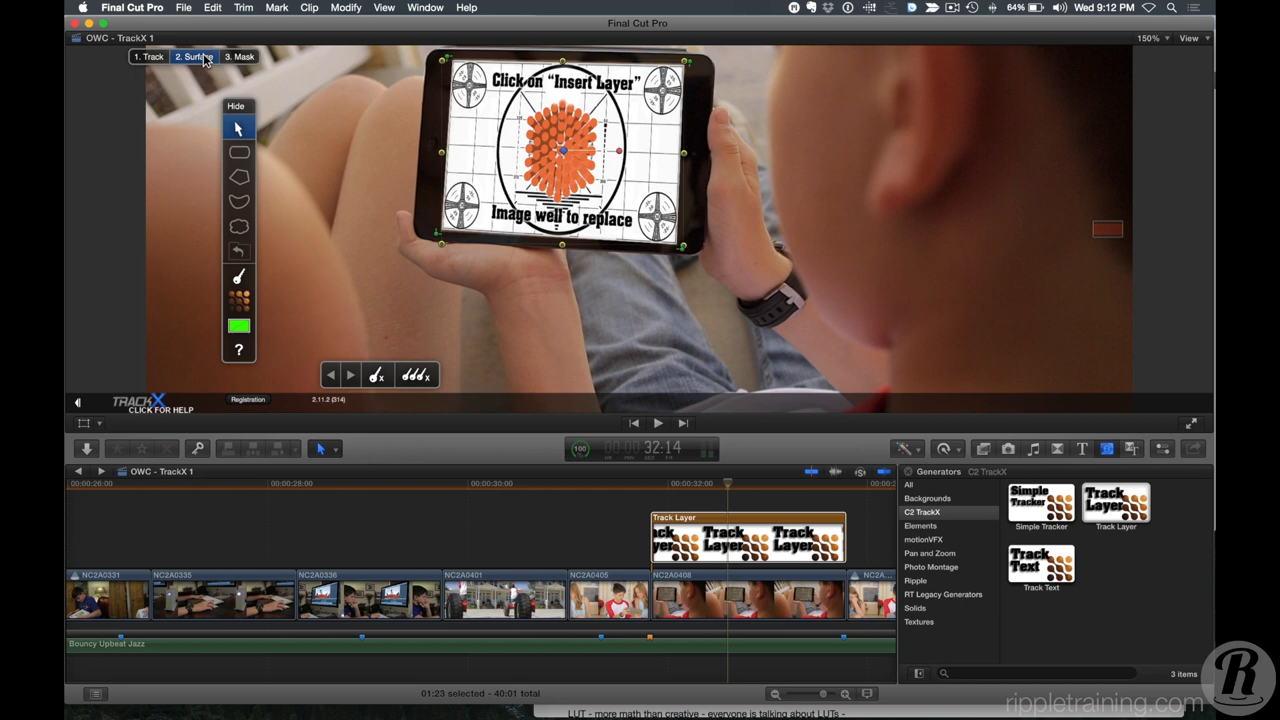 Final Cut Pro File Edit Trim Mark Clip Modify View Window Help
64% Wed 9:12 PM
Final Cut Pro
OWC - TrackX 1
150% View
1. Track 2. Surface 3. Mask
Hide
Click on "Insert Layer"
Image well to replace
?
TRACKX
CLICK FOR HELP
Registration
2.11.2 (314)
100
32:14
OWC - TrackX 1
00:00:26:00
00:00:28:00
00:00:30:00
00:00:32:00
Track Layer
NC2A0331 NC2A0335 NC2A0336 NC2A0401 NC2A0405 NC2A0408 NC2A...
Bouncy Upbeat Jazz
01:23 selected - 40:01 total
Generators C2 TrackX
All
Backgrounds
C2 TrackX
Elements
motionVFX
Pan and Zoom
Photo Montage
Ripple
RT Legacy Generators
Solids
Textures
Simple Tracker
Simple Tracker
Track Layer
Track Layer
Track Text
Track Text
3 items
R
rippletraining.com
LUT - more math than creative - everyone is talking about LUTs -